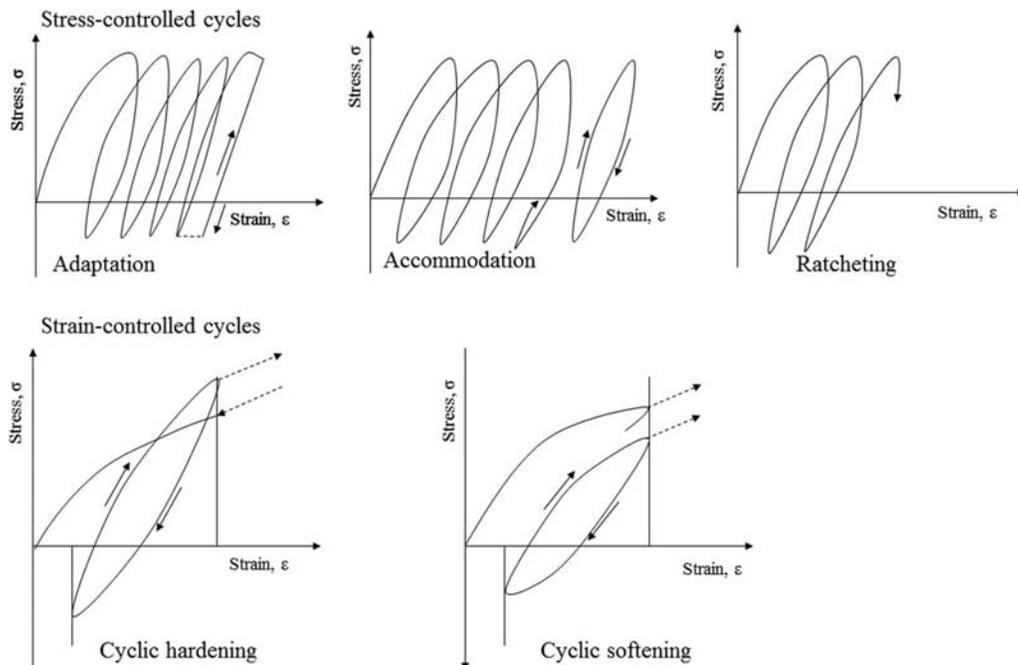 Stress-controlled cycles
Stress, σ
Strain, ε
Adaptation
Stress, σ
Strain, ε
Accommodation
Stress, σ
Strain, ε
Ratcheting
Strain-controlled cycles
Stress, σ
Strain, ε
Cyclic hardening
Stress, σ
Strain, ε
Cyclic softening